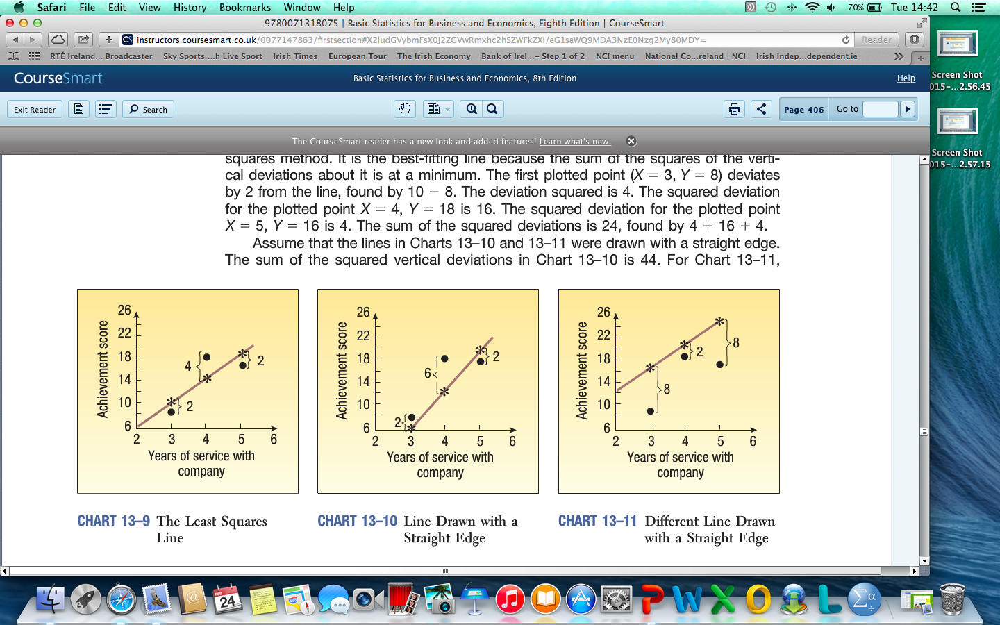 Safari File Edit View History Bookmarks Window Help 70% Tue 14:42
9780071318075 | Basic Statistics for Business and Economics, Eighth Edition | CourseSmart
CS instructors.coursesmart.co.uk/0077147863/firstsection#X2ludGVybmFsX0J2ZGVwRmxhc2hSZWFkZXI/eG1saWQ9MDA3NzE0Nzg2My80MDY= Reader
RTÉ Ireland... Broadcaster Sky Sports ...h Live Sport Irish Times European Tour The Irish Economy Bank of Irel...– Step 1 of 2 NCI menu National Co...reland | NCI Irish Indep...dependent.ie
CourseSmart Basic Statistics for Business and Economics, 8th Edition Help
Exit Reader Search Page 406 Go to
The CourseSmart reader has a new look and added features! Learn what's new.
squares method. It is the best-fitting line because the sum of the squares of the verti-
cal deviations about it is at a minimum. The first plotted point (X = 3, Y = 8) deviates
by 2 from the line, found by 10 − 8. The deviation squared is 4. The squared deviation
for the plotted point X = 4, Y = 18 is 16. The squared deviation for the plotted point
X = 5, Y = 16 is 4. The sum of the squared deviations is 24, found by 4 + 16 + 4.
Assume that the lines in Charts 13–10 and 13–11 were drawn with a straight edge.
The sum of the squared vertical deviations in Chart 13–10 is 44. For Chart 13–11,
Achievement score
26
22
18
14
10
6
4
2
2
2 3 4 5 6
Years of service with
company
CHART 13–9 The Least Squares
Line
Achievement score
26
22
18
14
10
6
6
2
2
2 3 4 5 6
Years of service with
company
CHART 13–10 Line Drawn with a
Straight Edge
Achievement score
26
22
18
14
10
6
8
2
8
2 3 4 5 6
Years of service with
company
CHART 13–11 Different Line Drawn
with a Straight Edge
Screen Shot
015-...2.56.45
Screen Shot
015-...2.57.15
FEB
24
Σα
÷